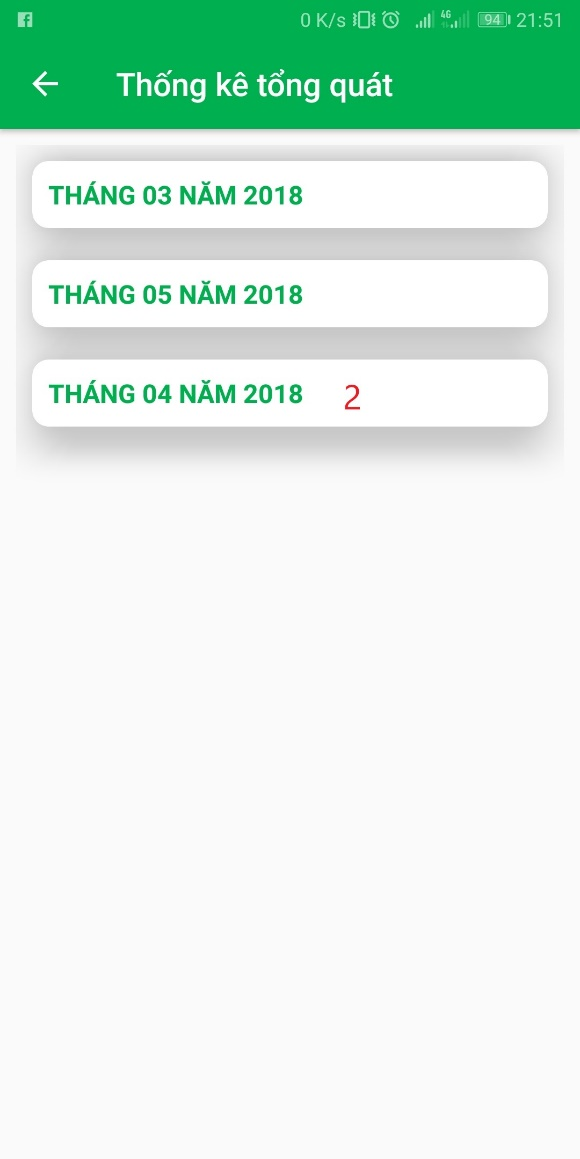 0 K/s 4G 94 21:51
Thống kê tổng quát
THÁNG 03 NĂM 2018
THÁNG 05 NĂM 2018
THÁNG 04 NĂM 2018 2